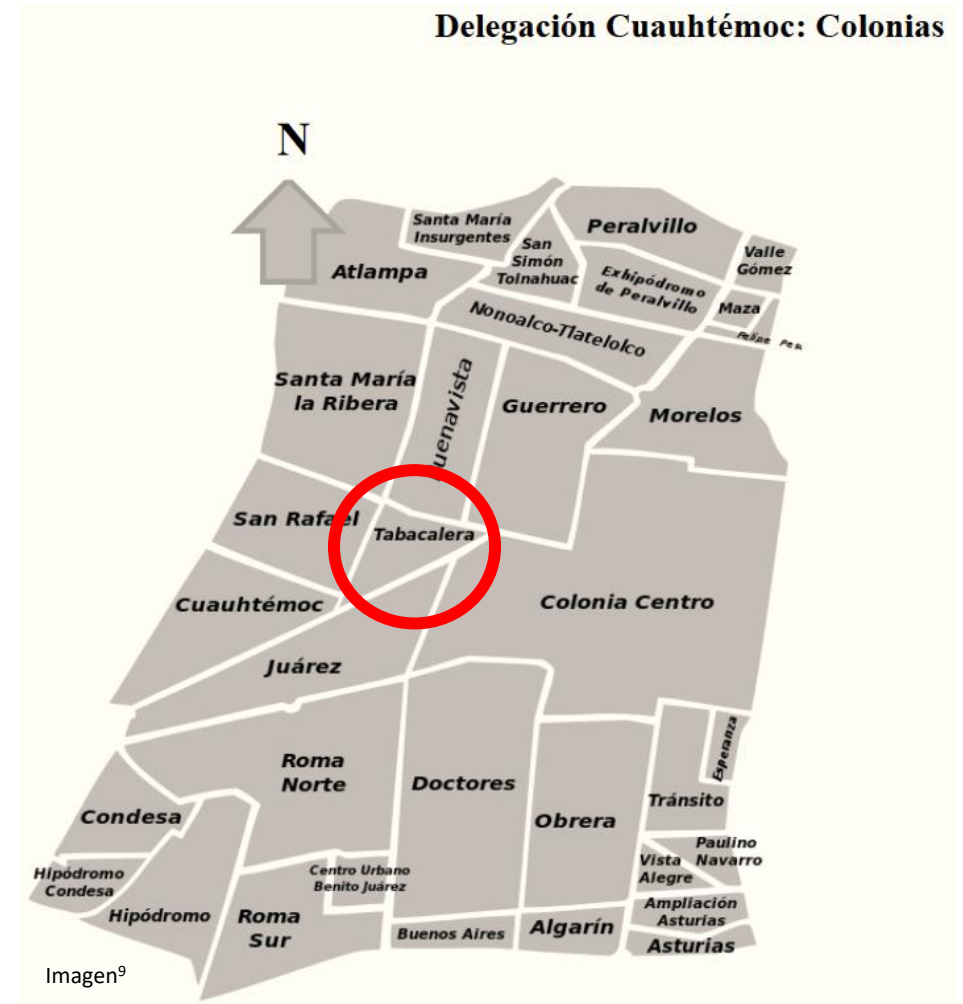 Delegación Cuauhtémoc: Colonias
N
Santa María
Insurgentes
Peralvillo
San
Simón
Tolnahuac
Valle
Gómez
Atlampa
Exhipódromo
de Peralvillo
Maza
Nonoalco-Tlatelolco
Felipe Pes
Santa María
la Ribera
Buenavista
Guerrero
Morelos
San Rafael
Tabacalera
Cuauhtémoc
Colonia Centro
Juárez
Esperanza
Roma
Norte
Doctores
Tránsito
Condesa
Obrera
Paulino
Navarro
Vista
Alegre
Hipódromo
Condesa
Centro Urbano
Benito Juárez
Ampliación
Asturias
Hipódromo
Roma
Sur
Buenos Aires
Algarín
Asturias
Imagen⁹